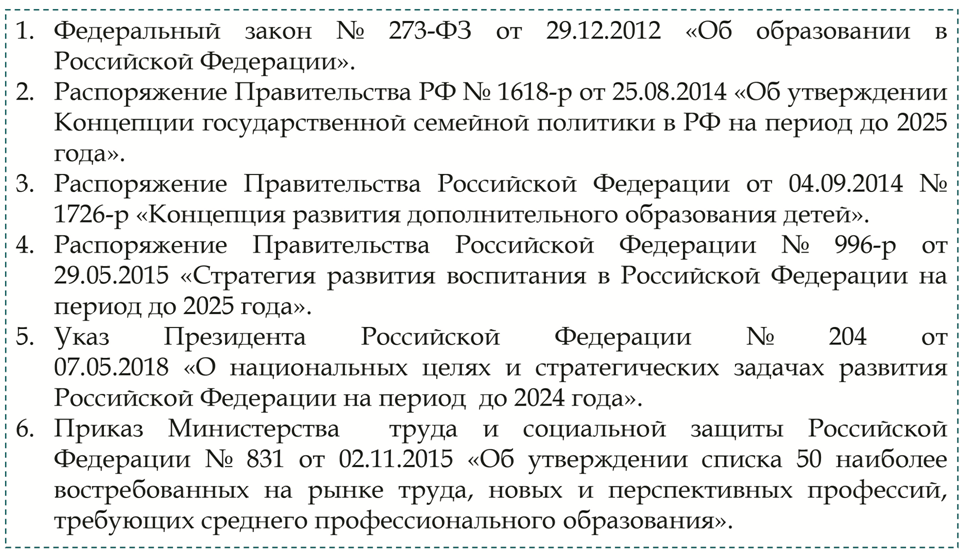 1. Федеральный закон № 273-ФЗ от 29.12.2012 «Об образовании в
Российской Федерации».
2. Распоряжение Правительства РФ № 1618-р от 25.08.2014 «Об утверждении
Концепции государственной семейной политики в РФ на период до 2025
года».
3. Распоряжение Правительства Российской Федерации от 04.09.2014 №
1726-р «Концепция развития дополнительного образования детей».
4. Распоряжение Правительства Российской Федерации № 996-р от
29.05.2015 «Стратегия развития воспитания в Российской Федерации на
период до 2025 года».
5. Указ Президента Российской Федерации № 204 от
07.05.2018 «О национальных целях и стратегических задачах развития
Российской Федерации на период до 2024 года».
6. Приказ Министерства труда и социальной защиты Российской
Федерации № 831 от 02.11.2015 «Об утверждении списка 50 наиболее
востребованных на рынке труда, новых и перспективных профессий,
требующих среднего профессионального образования».